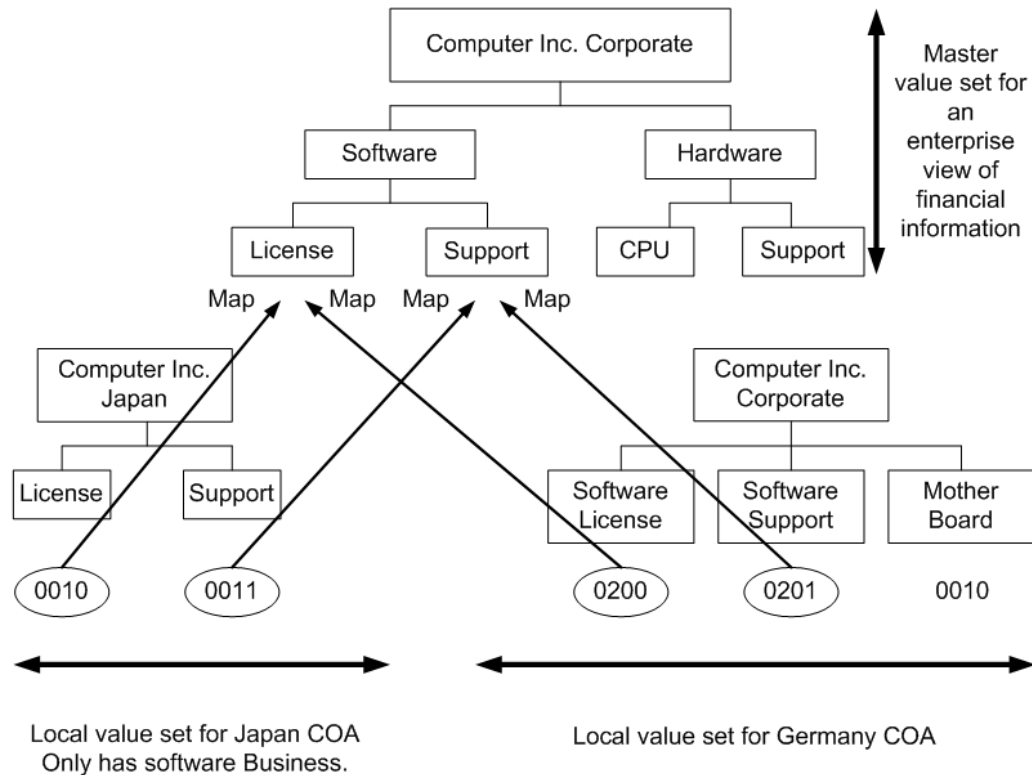 Computer Inc. Corporate
Master
value set for
an
enterprise
view of
financial
information
Software
Hardware
License
Support
CPU
Support
Map
Map
Map
Map
Computer Inc.
Japan
Computer Inc.
Corporate
License
Support
Software
License
Software
Support
Mother
Board
0010
0011
0200
0201
0010
Local value set for Japan COA
Only has software Business.
Local value set for Germany COA